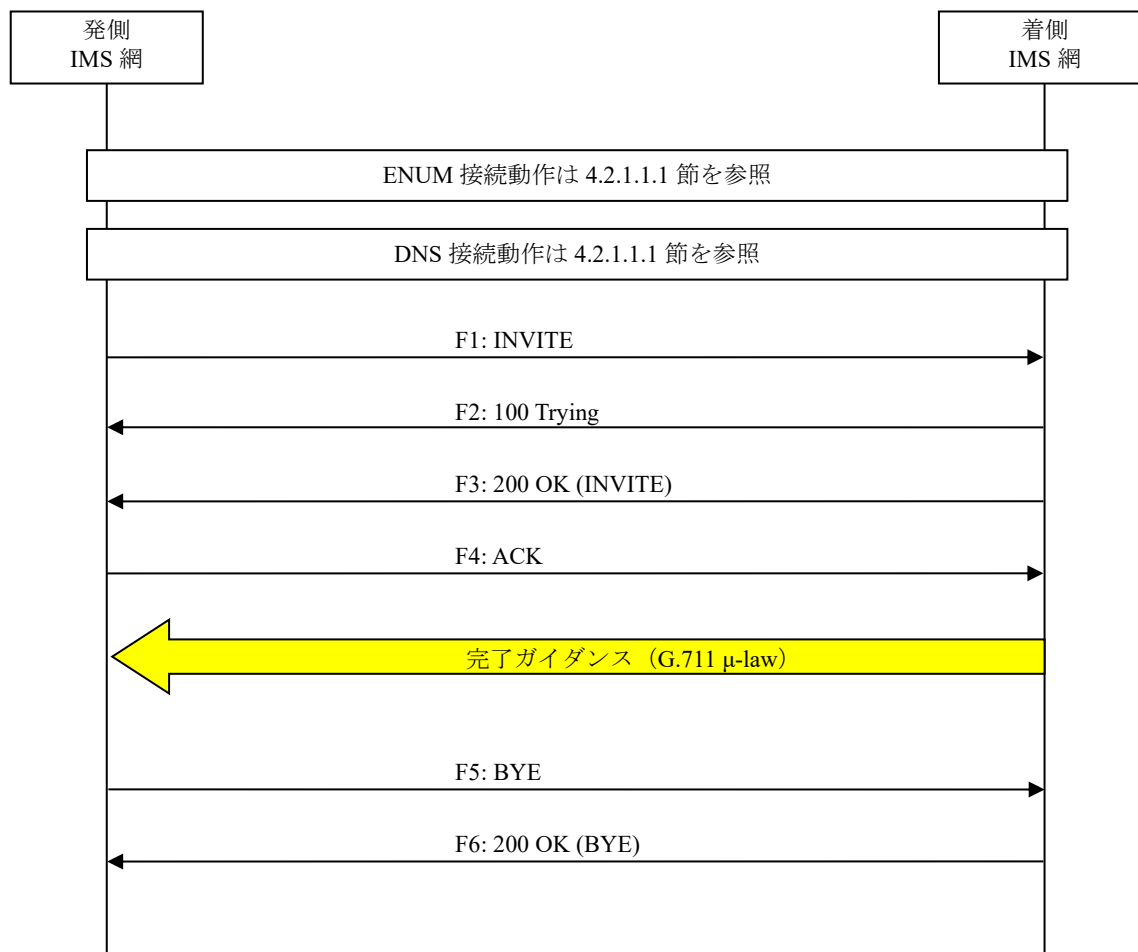 発側
IMS 網
着側
IMS 網
ENUM 接続動作は 4.2.1.1.1 節を参照
DNS 接続動作は 4.2.1.1.1 節を参照
F1: INVITE
F2: 100 Trying
F3: 200 OK (INVITE)
F4: ACK
完了ガイダンス（G.711 μ-law）
F5: BYE
F6: 200 OK (BYE)